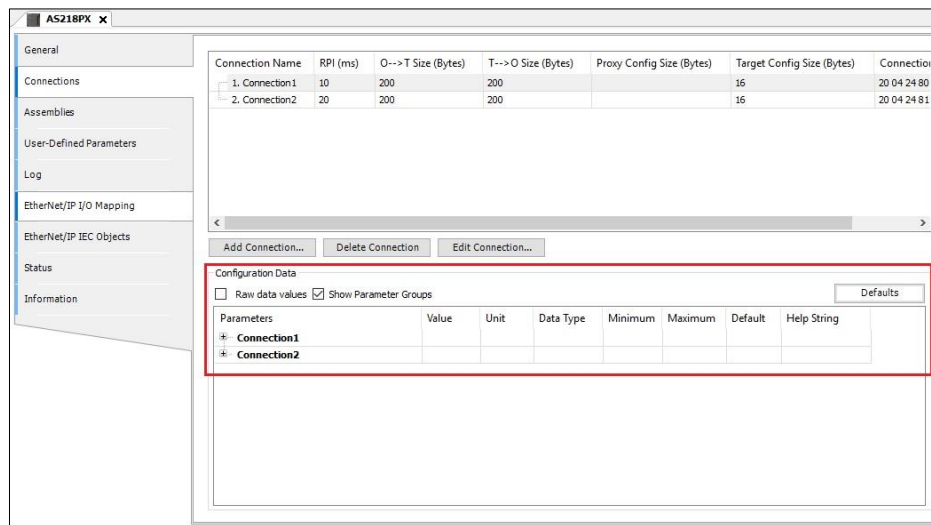 AS218PX X
General
Connections
Assemblies
User-Defined Parameters
Log
EtherNet/IP I/O Mapping
EtherNet/IP IEC Objects
Status
Information
Connection Name RPI (ms) O-->T Size (Bytes) T-->O Size (Bytes) Proxy Config Size (Bytes) Target Config Size (Bytes) Connection
1. Connection1 10 200 200 16 20 04 24 80
2. Connection2 20 200 200 16 20 04 24 81
Add Connection... Delete Connection Edit Connection...
Configuration Data
Raw data values Show Parameter Groups Defaults
Parameters Value Unit Data Type Minimum Maximum Default Help String
Connection1
Connection2